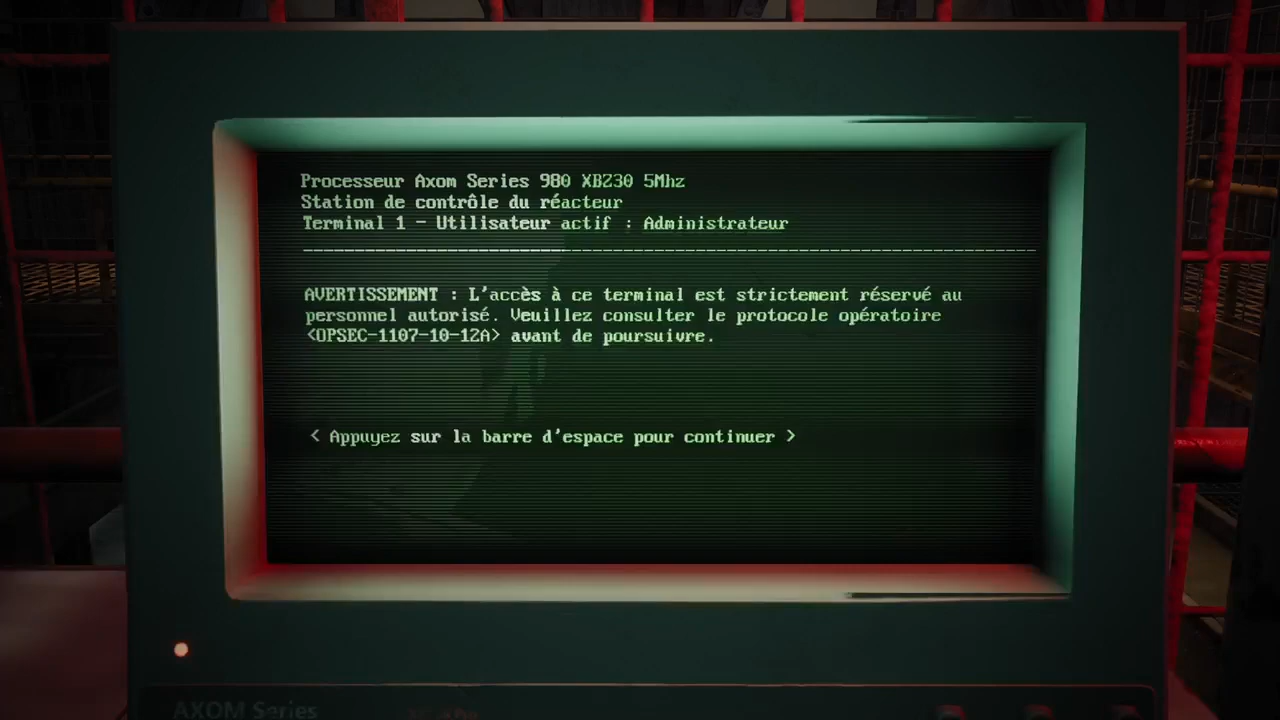 Processeur Axom Series 980 XB230 5Mhz
Station de contrôle du réacteur
Terminal 1 - Utilisateur actif : Administrateur
AVERTISSEMENT : L'accès à ce terminal est strictement réservé au
personnel autorisé. Veuillez consulter le protocole opératoire
<OPSEC-1107-10-12A> avant de poursuivre.
< Appuyez sur la barre d'espace pour continuer >
AXOM Series